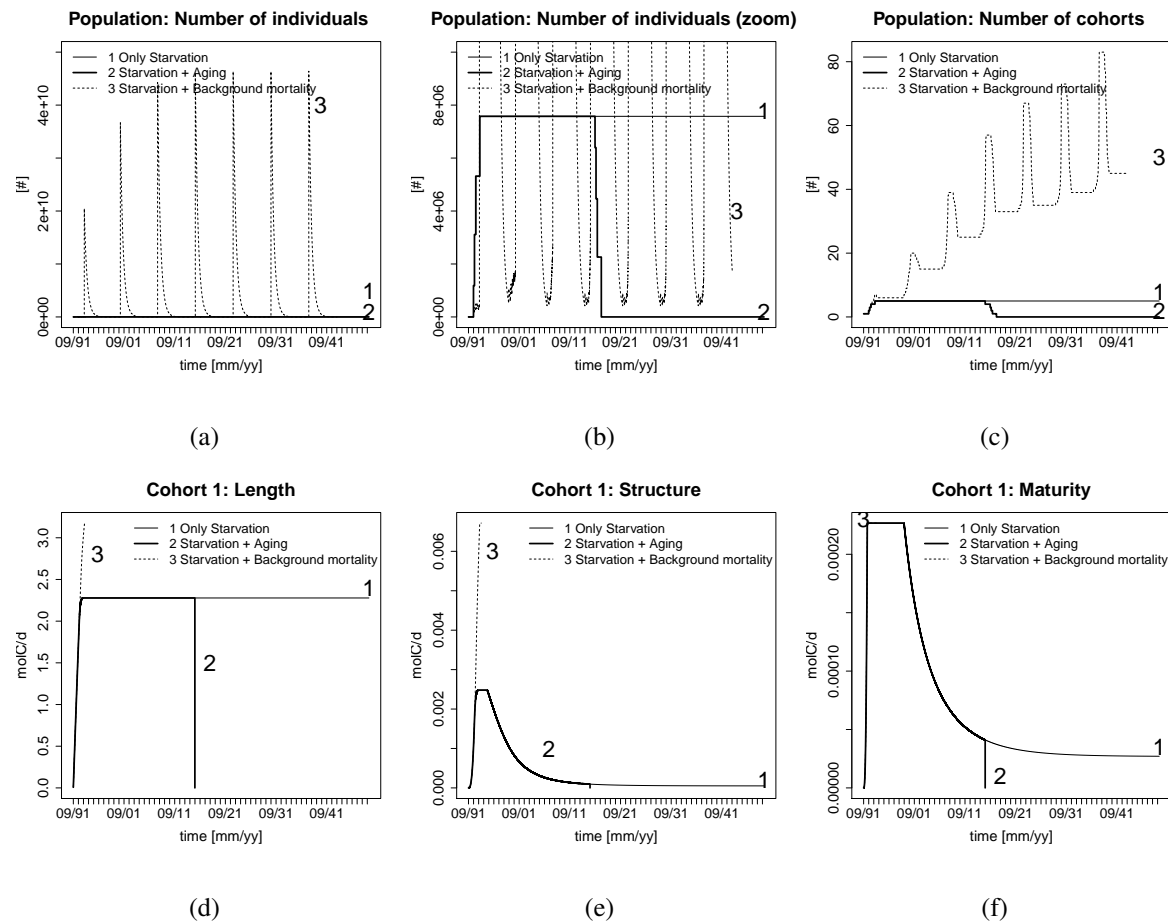 Population: Number of individuals
1 Only Starvation
2 Starvation + Aging
3 Starvation + Background mortality
3
1
2
[#]
0e+00 2e+10 4e+10
09/91 09/01 09/11 09/21 09/31 09/41
time [mm/yy]
(a)
Population: Number of individuals (zoom)
1 Only Starvation
2 Starvation + Aging
3 Starvation + Background mortality
1
3
2
[#]
0e+00 4e+06 8e+06
09/91 09/01 09/11 09/21 09/31 09/41
time [mm/yy]
(b)
Population: Number of cohorts
1 Only Starvation
2 Starvation + Aging
3 Starvation + Background mortality
3
1
2
[#]
0 20 40 60 80
09/91 09/01 09/11 09/21 09/31 09/41
time [mm/yy]
(c)
Cohort 1: Length
1 Only Starvation
2 Starvation + Aging
3 Starvation + Background mortality
3
1
2
molC/d
0.0 0.5 1.0 1.5 2.0 2.5 3.0
09/91 09/01 09/11 09/21 09/31 09/41
time [mm/yy]
(d)
Cohort 1: Structure
1 Only Starvation
2 Starvation + Aging
3 Starvation + Background mortality
3
2
1
molC/d
0.000 0.002 0.004 0.006
09/91 09/01 09/11 09/21 09/31 09/41
time [mm/yy]
(e)
Cohort 1: Maturity
1 Only Starvation
2 Starvation + Aging
3 Starvation + Background mortality
3
1
2
molC/d
0.00000 0.00010 0.00020
09/91 09/01 09/11 09/21 09/31 09/41
time [mm/yy]
(f)